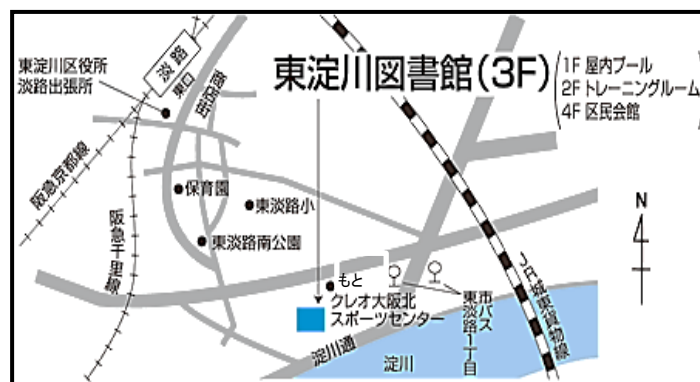 東淀川区役所
淡路出張所
淡路
東口
商店街
東淀川図書館(3F)
1F 屋内プール
2F トレーニングルーム
4F 区民会館
阪急京都線
阪急千里線
保育園
東淡路小
東淡路南公園
N
もと
クレオ大阪北
スポーツセンター
市バス
東淡路1丁目
JR城東貨物線
淀川通
淀川